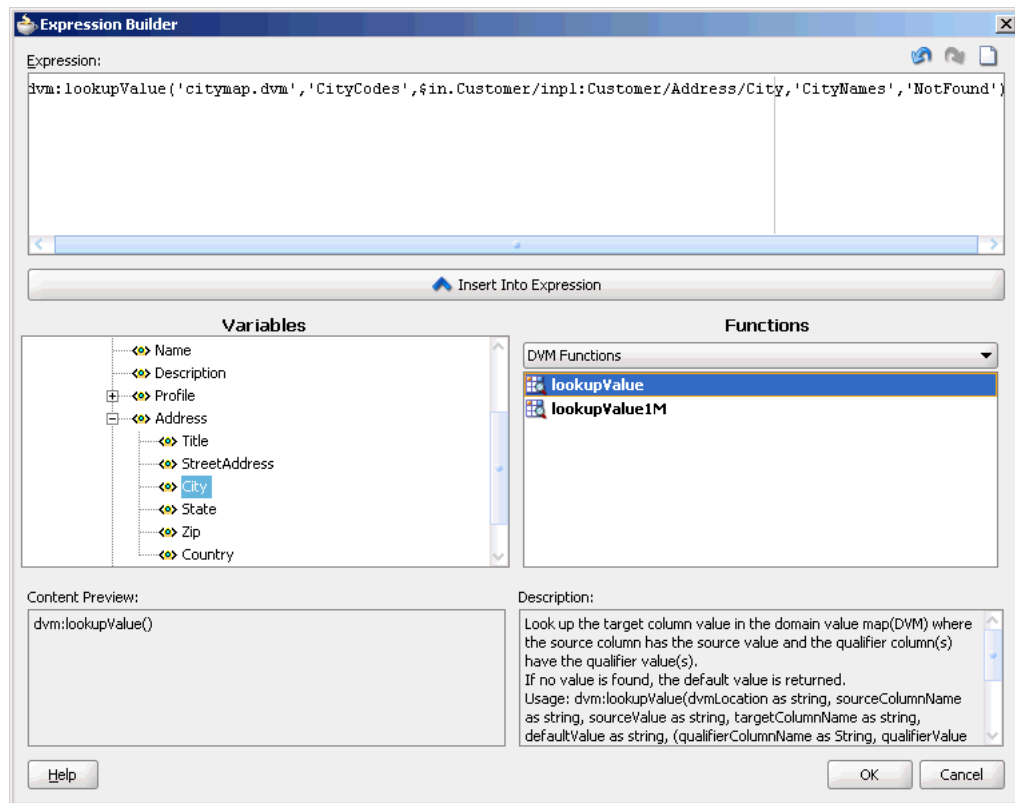 Expression Builder
Expression:
dvm:lookupValue('citymap.dvm','CityCodes',$in.Customer/inp1:Customer/Address/City,'CityNames','NotFound')
Insert Into Expression
Variables
Name
Description
Profile
Address
Title
StreetAddress
City
State
Zip
Country
Functions
DVM Functions
lookupValue
lookupValue1M
Content Preview:
dvm:lookupValue()
Description:
Look up the target column value in the domain value map(DVM) where
the source column has the source value and the qualifier column(s)
have the qualifier value(s).
If no value is found, the default value is returned.
Usage: dvm:lookupValue(dvmLocation as string, sourceColumnName
as string, sourceValue as string, targetColumnName as string,
defaultValue as string, (qualifierColumnName as String, qualifierValue
Help
OK
Cancel